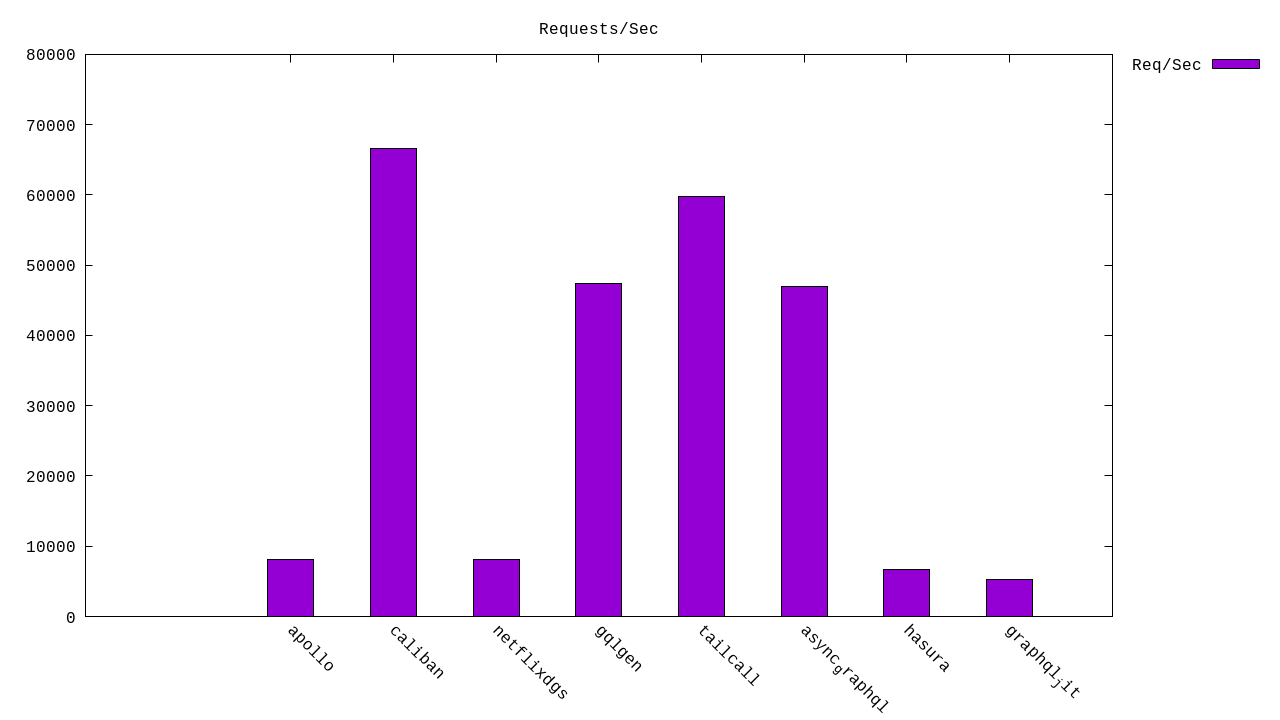 Requests/Sec
Req/Sec
80000
70000
60000
50000
40000
30000
20000
10000
0
apollo
caliban
netflixdgs
gqlgen
tailcall
async_graphql
hasura
graphql_jit